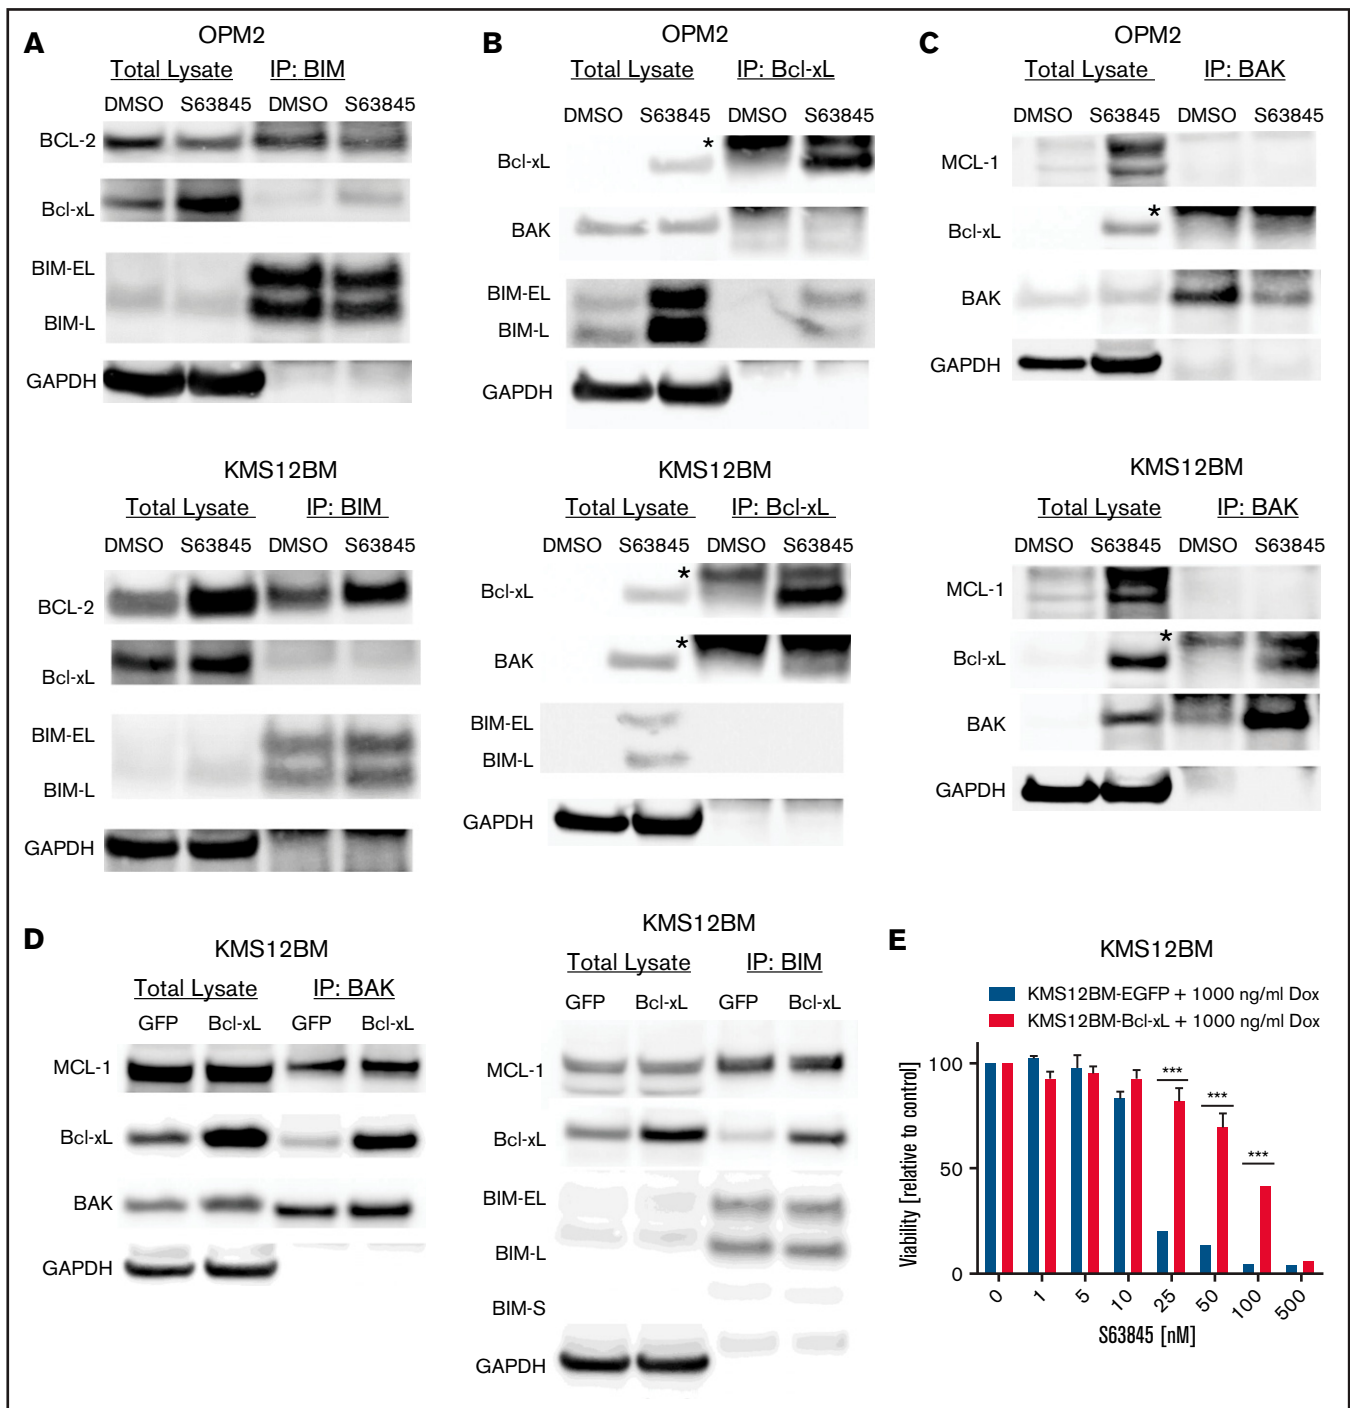 A
OPM2
Total Lysate IP: BIM
DMSO S63845 DMSO S63845
BCL-2
Bcl-xL
BIM-EL
BIM-L
GAPDH
KMS12BM
Total Lysate IP: BIM
DMSO S63845 DMSO S63845
BCL-2
Bcl-xL
BIM-EL
BIM-L
GAPDH
B
OPM2
Total Lysate IP: Bcl-xL
DMSO S63845 DMSO S63845
Bcl-xL *
BAK
BIM-EL
BIM-L
GAPDH
KMS12BM
Total Lysate IP: Bcl-xL
DMSO S63845 DMSO S63845
Bcl-xL *
BAK *
BIM-EL
BIM-L
GAPDH
C
OPM2
Total Lysate IP: BAK
DMSO S63845 DMSO S63845
MCL-1
Bcl-xL *
BAK
GAPDH
KMS12BM
Total Lysate IP: BAK
DMSO S63845 DMSO S63845
MCL-1
Bcl-xL *
BAK
GAPDH
D
KMS12BM
Total Lysate IP: BAK
GFP Bcl-xL GFP Bcl-xL
MCL-1
Bcl-xL
BAK
GAPDH
KMS12BM
Total Lysate IP: BIM
GFP Bcl-xL GFP Bcl-xL
MCL-1
Bcl-xL
BIM-EL
BIM-L
BIM-S
GAPDH
E
KMS12BM
KMS12BM-EGFP + 1000 ng/ml Dox
KMS12BM-Bcl-xL + 1000 ng/ml Dox
Viability [relative to control]
100
50
0
***
***
***
0 1 5 10 25 50 100 500
S63845 [nM]